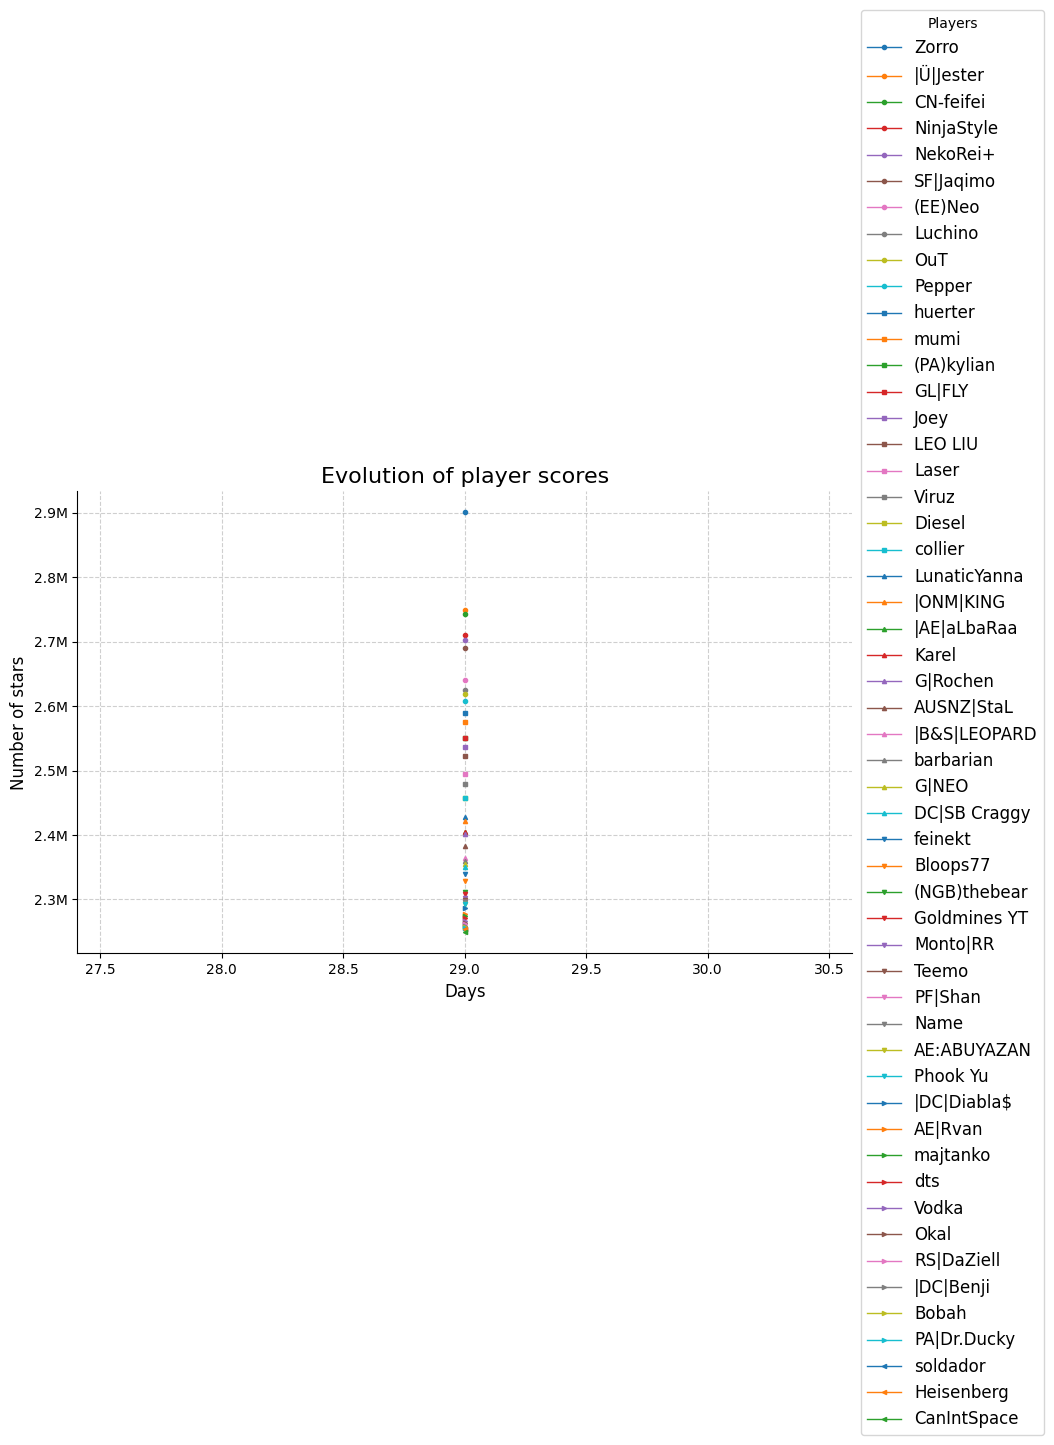 Players
Zorro
|Ü|Jester
CN-feifei
NinjaStyle
NekoRei+
SF|Jaqimo
(EE)Neo
Luchino
OuT
Pepper
huerter
mumi
(PA)kylian
GL|FLY
Joey
LEO LIU
Laser
Viruz
Diesel
collier
LunaticYanna
|ONM|KING
|AE|aLbaRaa
Karel
G|Rochen
AUSNZ|StaL
|B&S|LEOPARD
barbarian
G|NEO
DC|SB Craggy
feinekt
Bloops77
(NGB)thebear
Goldmines YT
Monto|RR
Teemo
PF|Shan
Name
AE:ABUYAZAN
Phook Yu
|DC|Diabla$
AE|Rvan
majtanko
dts
Vodka
Okal
RS|DaZiell
|DC|Benji
Bobah
PA|Dr.Ducky
soldador
Heisenberg
CanIntSpace
Evolution of player scores
Number of stars
2.9M
2.8M
2.7M
2.6M
2.5M
2.4M
2.3M
27.5 28.0 28.5 29.0 29.5 30.0 30.5
Days